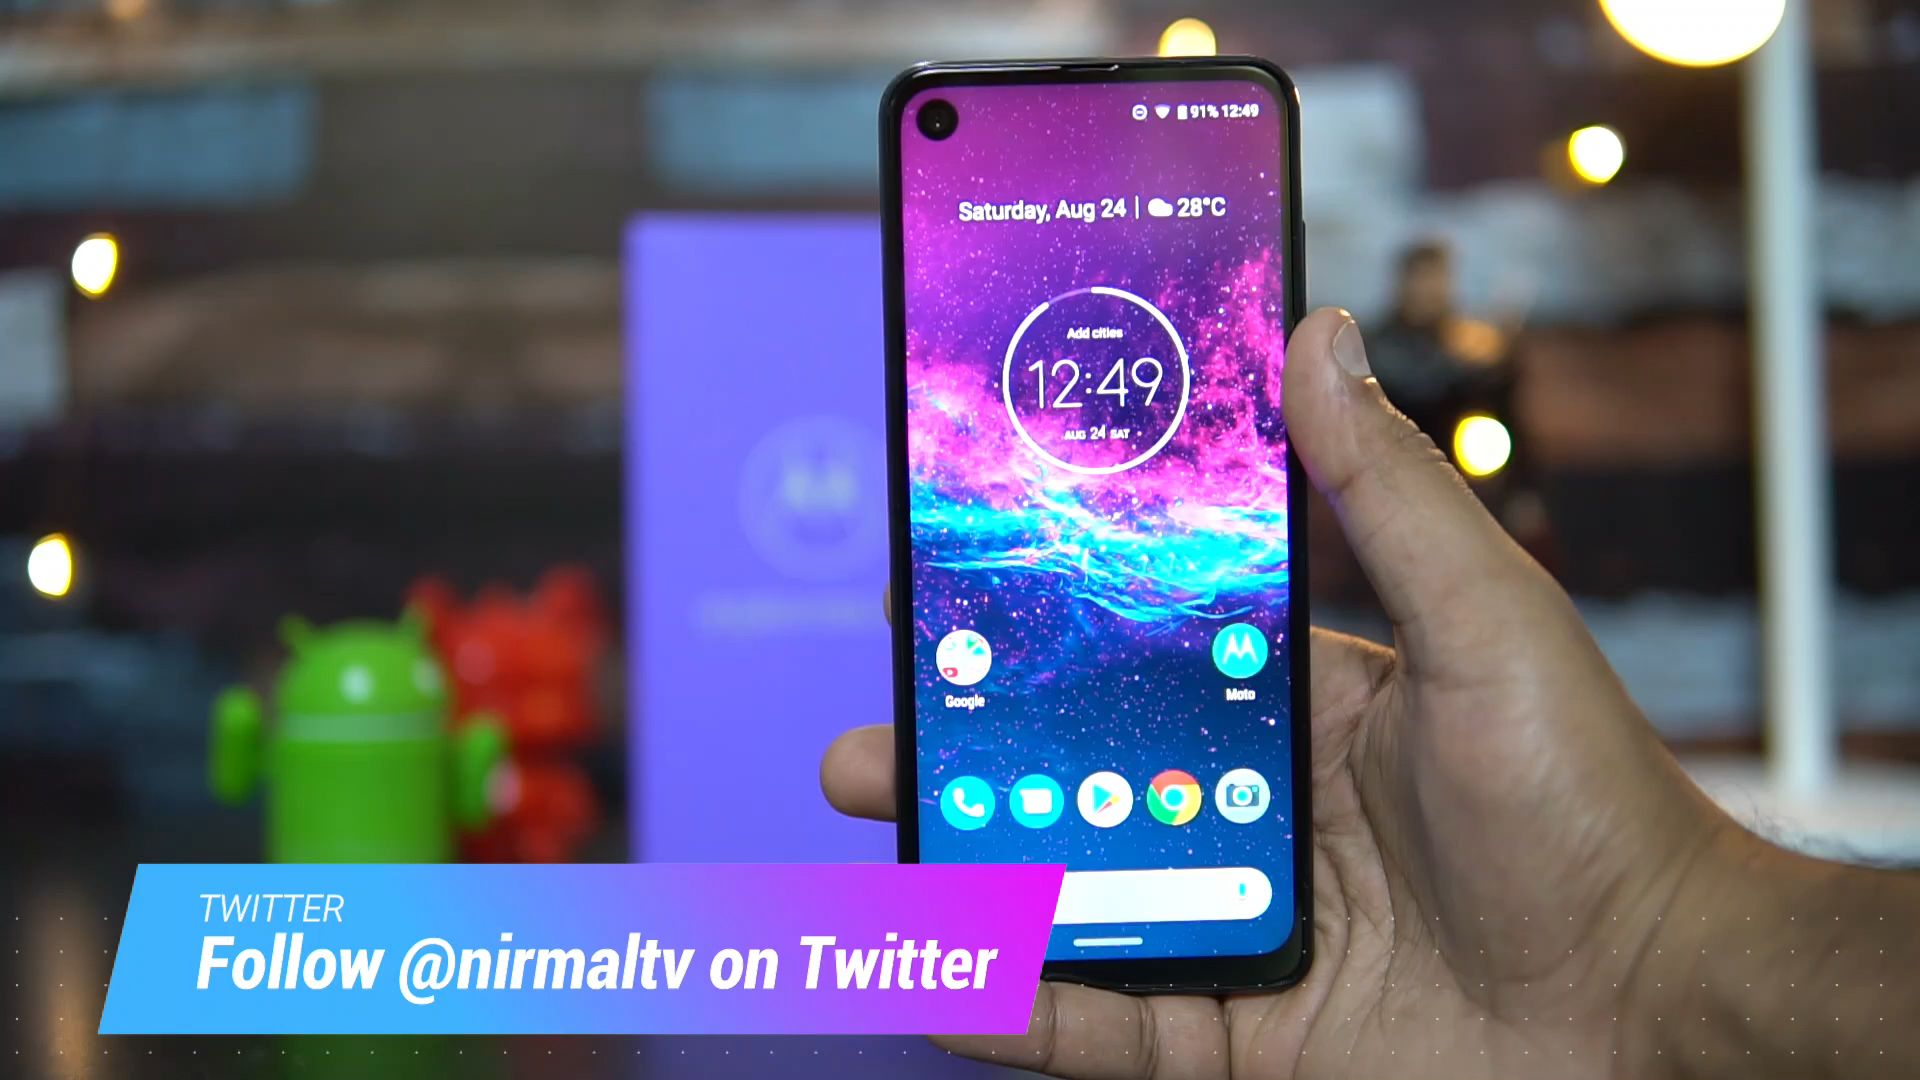 91% 12:49
Saturday, Aug 24 | 28°C
Add cities
12:49
AUG 24 SAT
Google
Moto
TWITTER
Follow @nirmaltv on Twitter